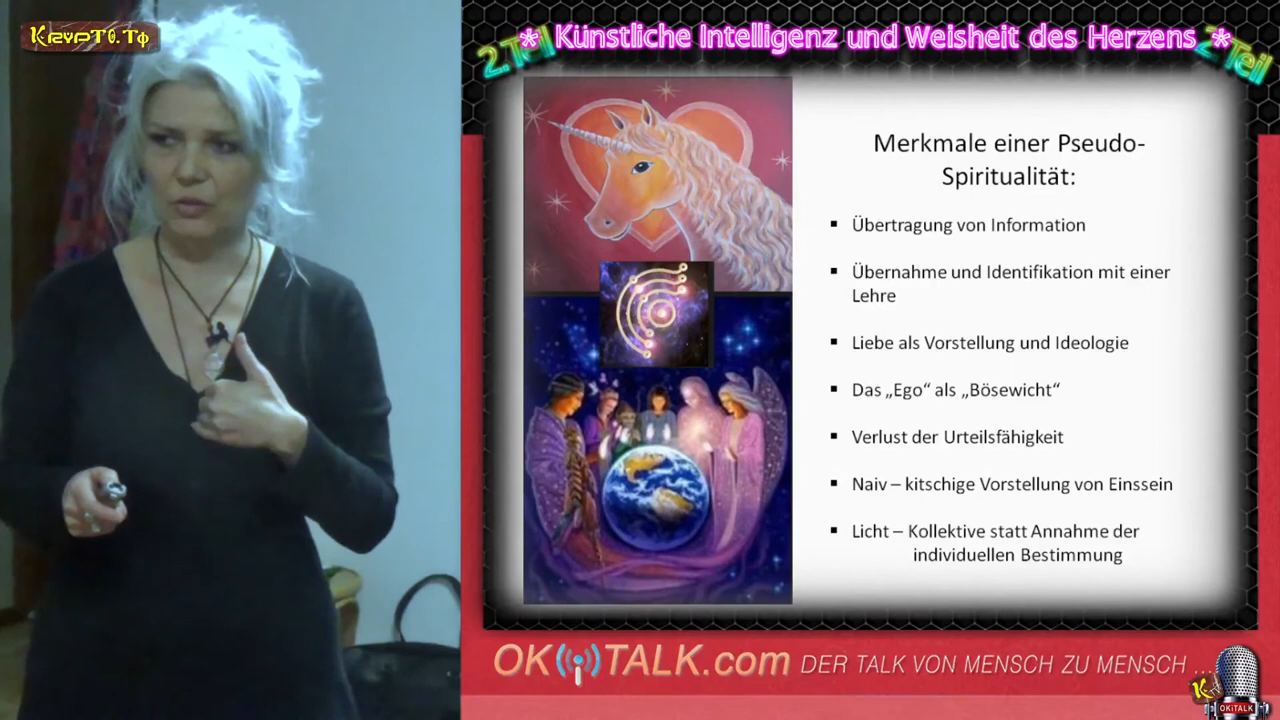 KRYPT0.TΦ
2.Teil * Künstliche Intelligenz und Weisheit des Herzens * 2.Teil
Merkmale einer Pseudo-
Spiritualität:
▪ Übertragung von Information
▪ Übernahme und Identifikation mit einer
Lehre
▪ Liebe als Vorstellung und Ideologie
▪ Das „Ego“ als „Bösewicht“
▪ Verlust der Urteilsfähigkeit
▪ Naiv – kitschige Vorstellung von Einssein
▪ Licht – Kollektive statt Annahme der
individuellen Bestimmung
OKiTALK.com DER TALK VON MENSCH ZU MENSCH ...
OKiTALK